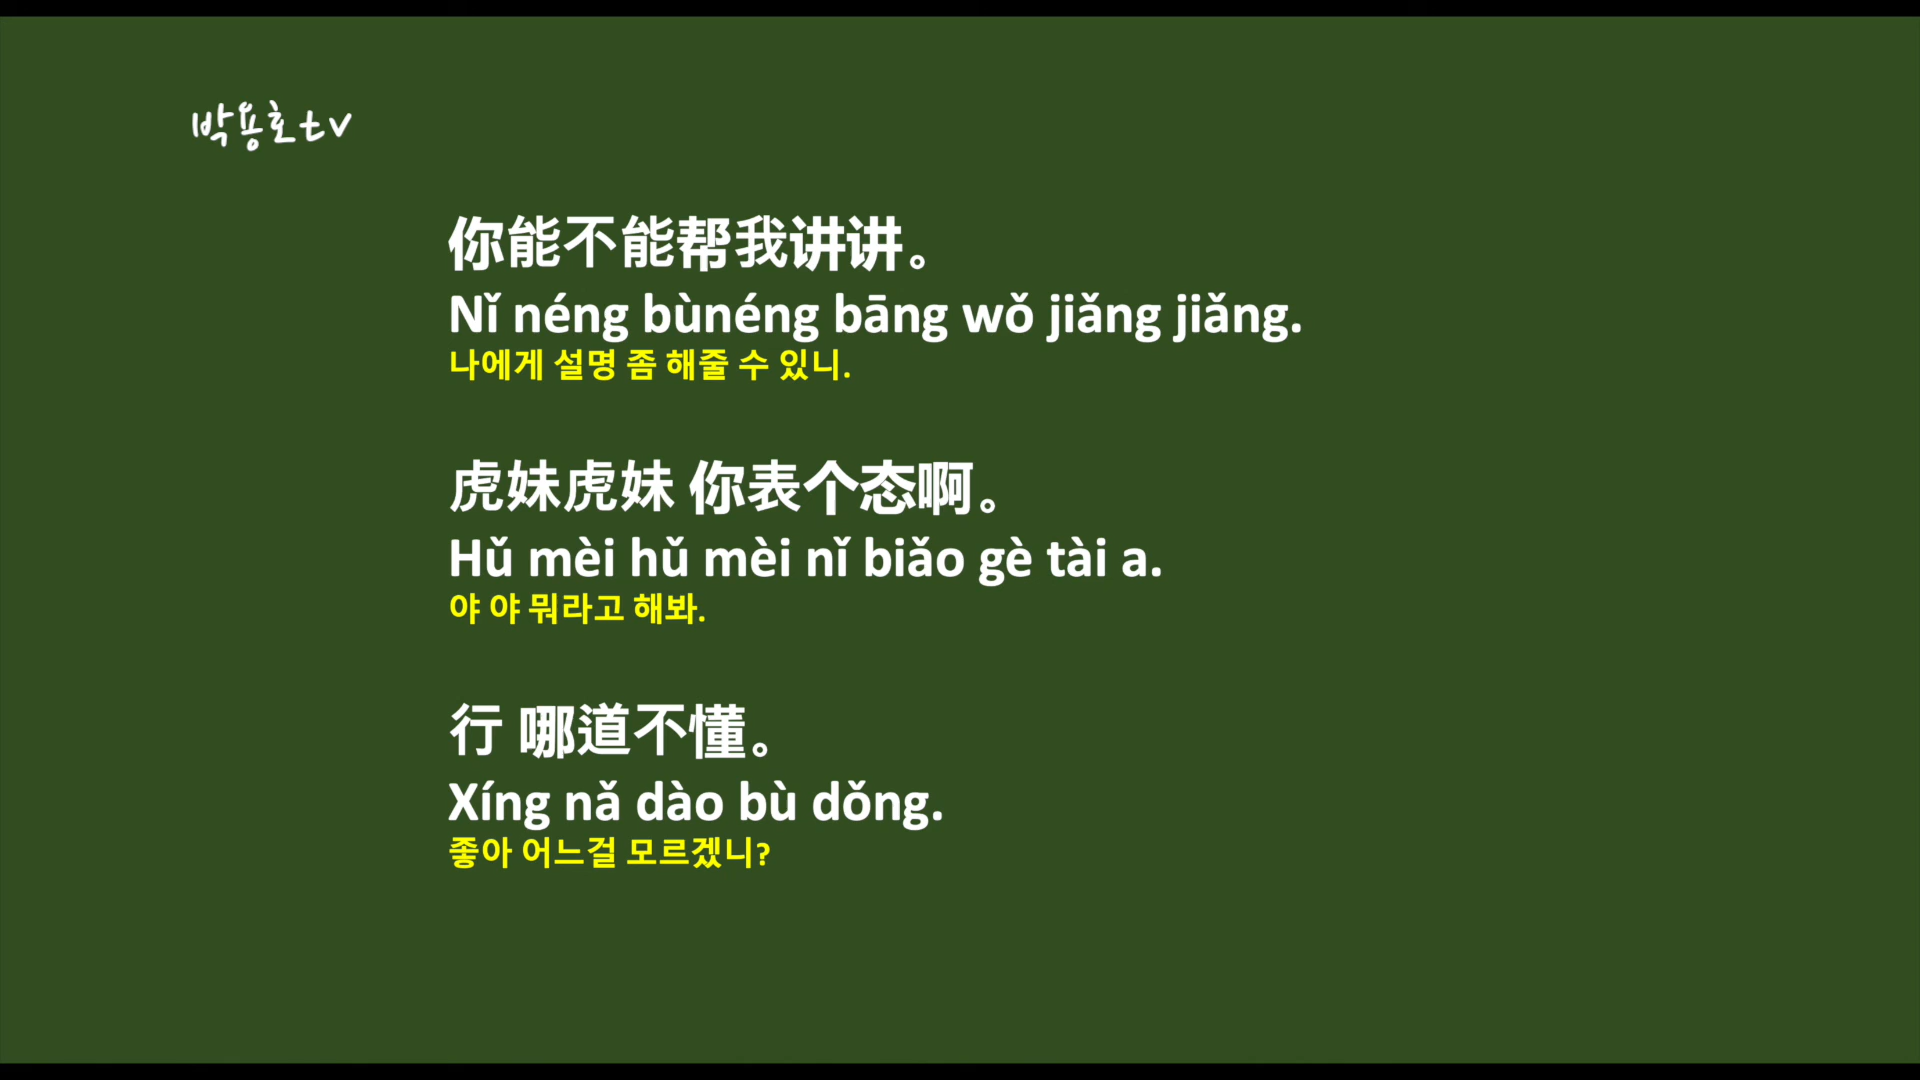 박용호tv
你能不能帮我讲讲。
Nǐ néng bùnéng bāng wǒ jiǎng jiǎng.
나에게 설명 좀 해줄 수 있니.
虎妹虎妹 你表个态啊。
Hǔ mèi hǔ mèi nǐ biǎo gè tài a.
야 야 뭐라고 해봐.
行 哪道不懂。
Xíng nǎ dào bù dǒng.
좋아 어느걸 모르겠니?